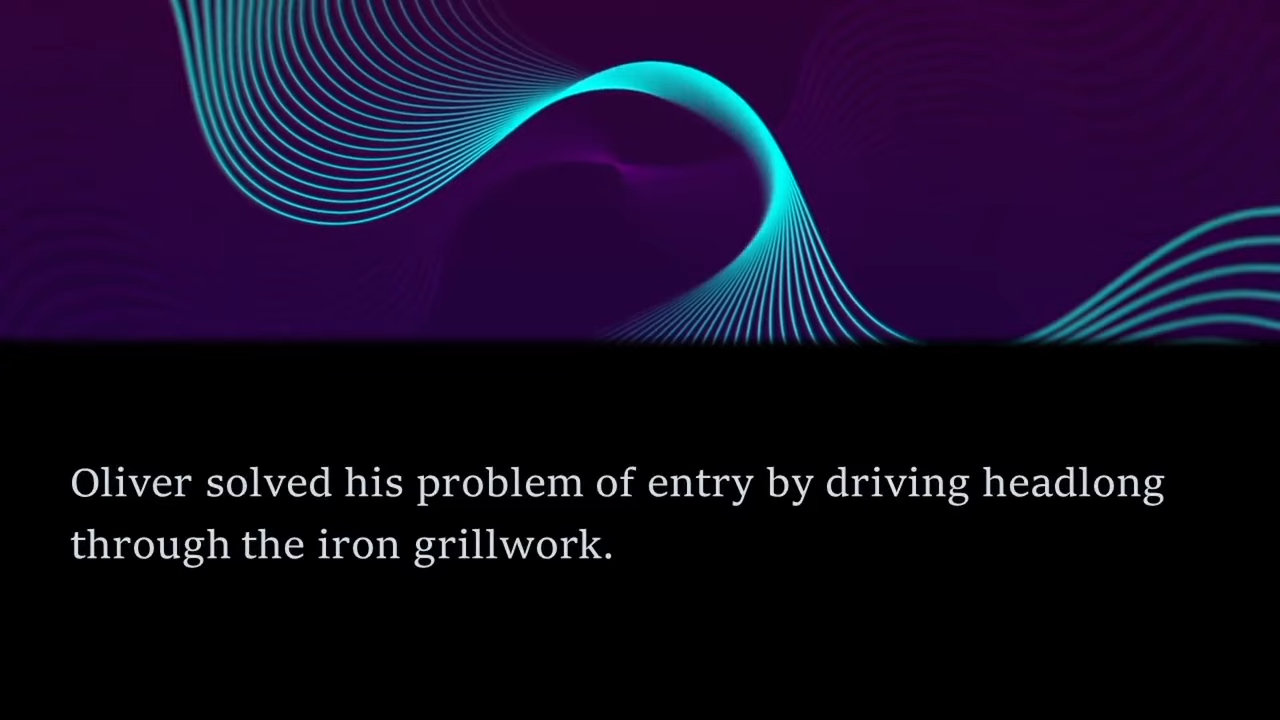 Oliver solved his problem of entry by driving headlong
through the iron grillwork.